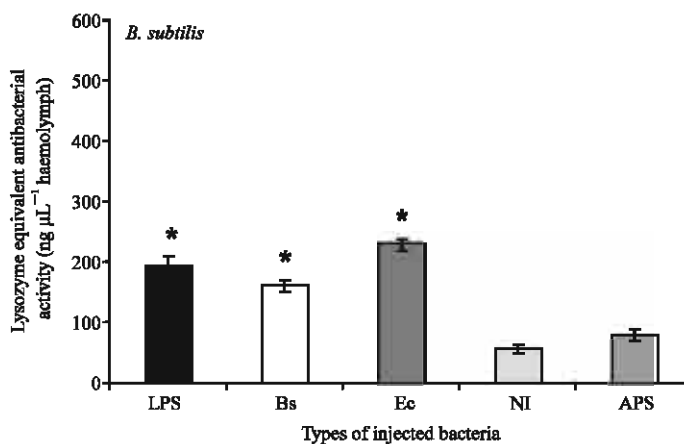 B. subtilis
Lysozyme equivalent antibacterial
activity (ng µL⁻¹ haemolymph)
600
500
400
300
200
100
0
*
*
*
LPS
Bs
Ec
NI
APS
Types of injected bacteria